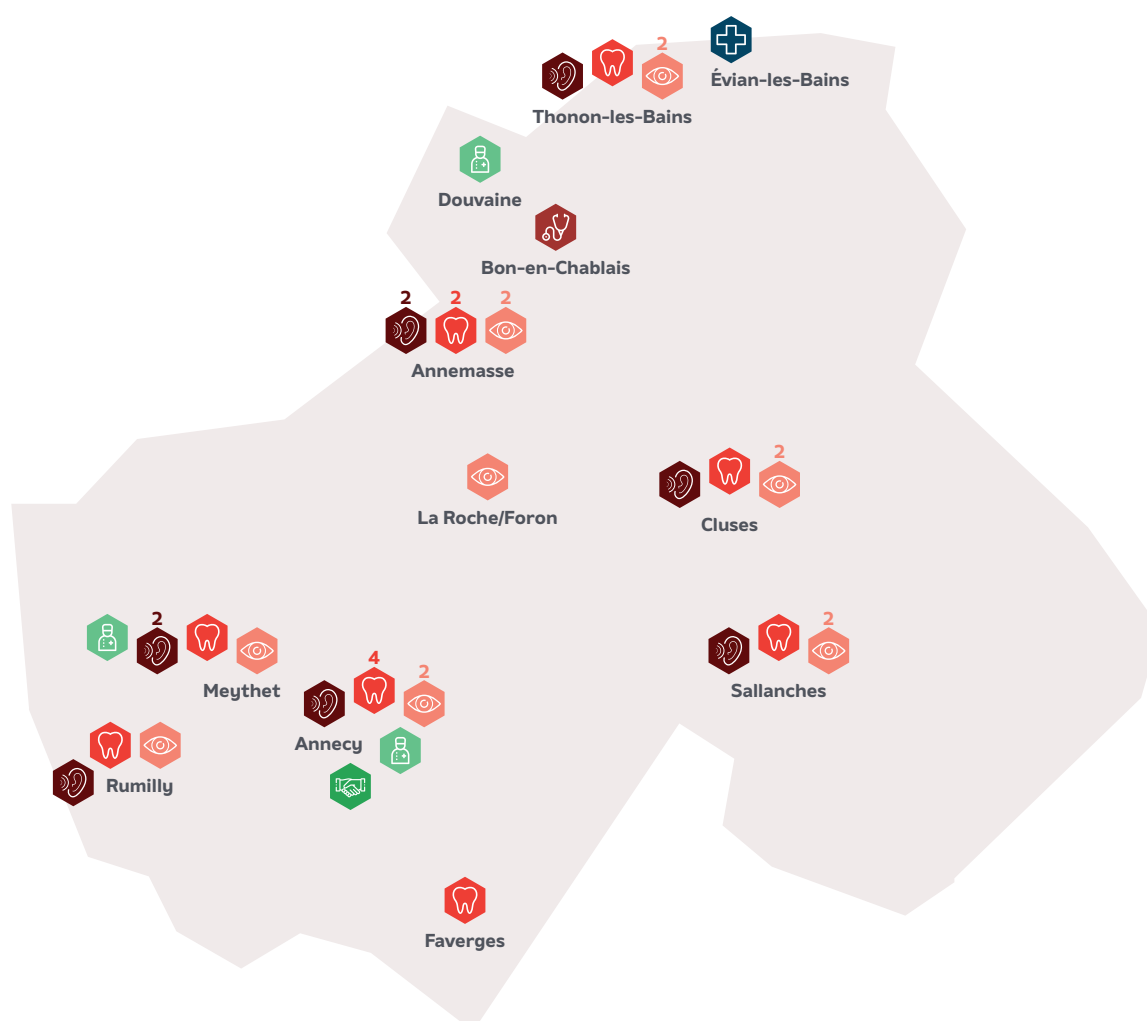 2
Évian-les-Bains
Thonon-les-Bains
Douvaine
Bon-en-Chablais
2 2 2
Annemasse
2
La Roche/Foron
Cluses
2
2
Meythet
Sallanches
4
2
Annecy
Rumilly
Faverges